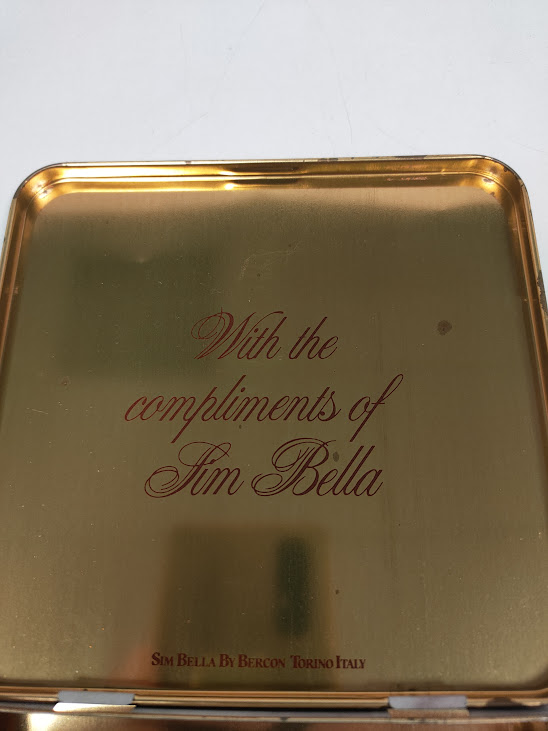 With the
compliments of
Sim Bella
SIM BELLA BY BERCON TORINO ITALY